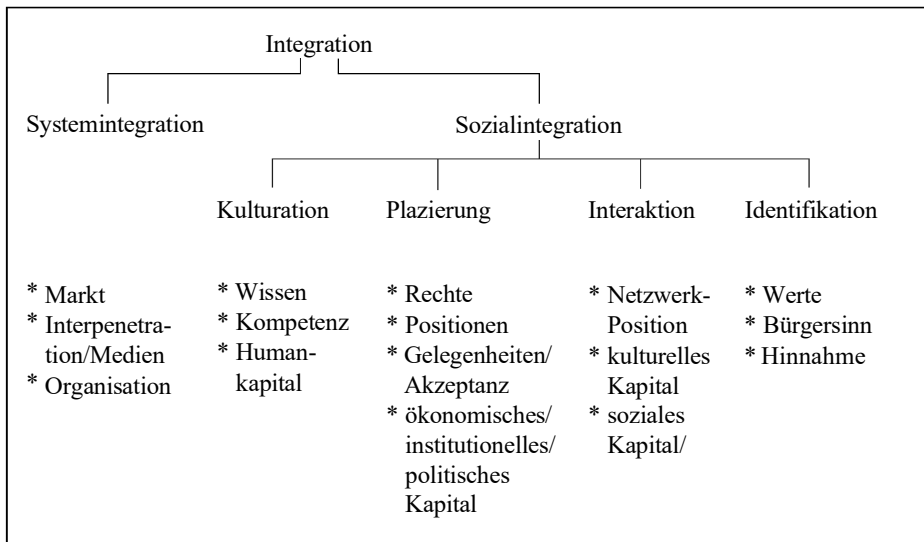 Integration
Systemintegration
Sozialintegration
Kulturation
Plazierung
Interaktion
Identifikation
* Markt
* Interpenetra-
tion/Medien
* Organisation
* Wissen
* Kompetenz
* Human-
kapital
* Rechte
* Positionen
* Gelegenheiten/
Akzeptanz
* ökonomisches/
institutionelles/
politisches
Kapital
* Netzwerk-
Position
* kulturelles
Kapital
* soziales
Kapital/
* Werte
* Bürgersinn
* Hinnahme